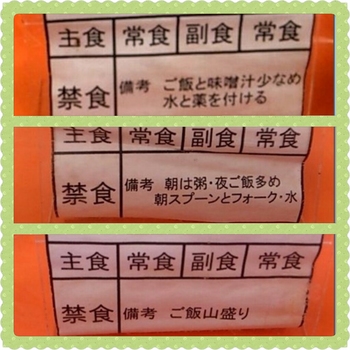 主食 常食 副食 常食
禁食 備考 ご飯と味噌汁少なめ
水と薬を付ける
主食 常食 副食 常食
禁食 備考 朝は粥・夜ご飯多め
朝スプーンとフォーク・水
主食 常食 副食 常食
禁食 備考 ご飯山盛り